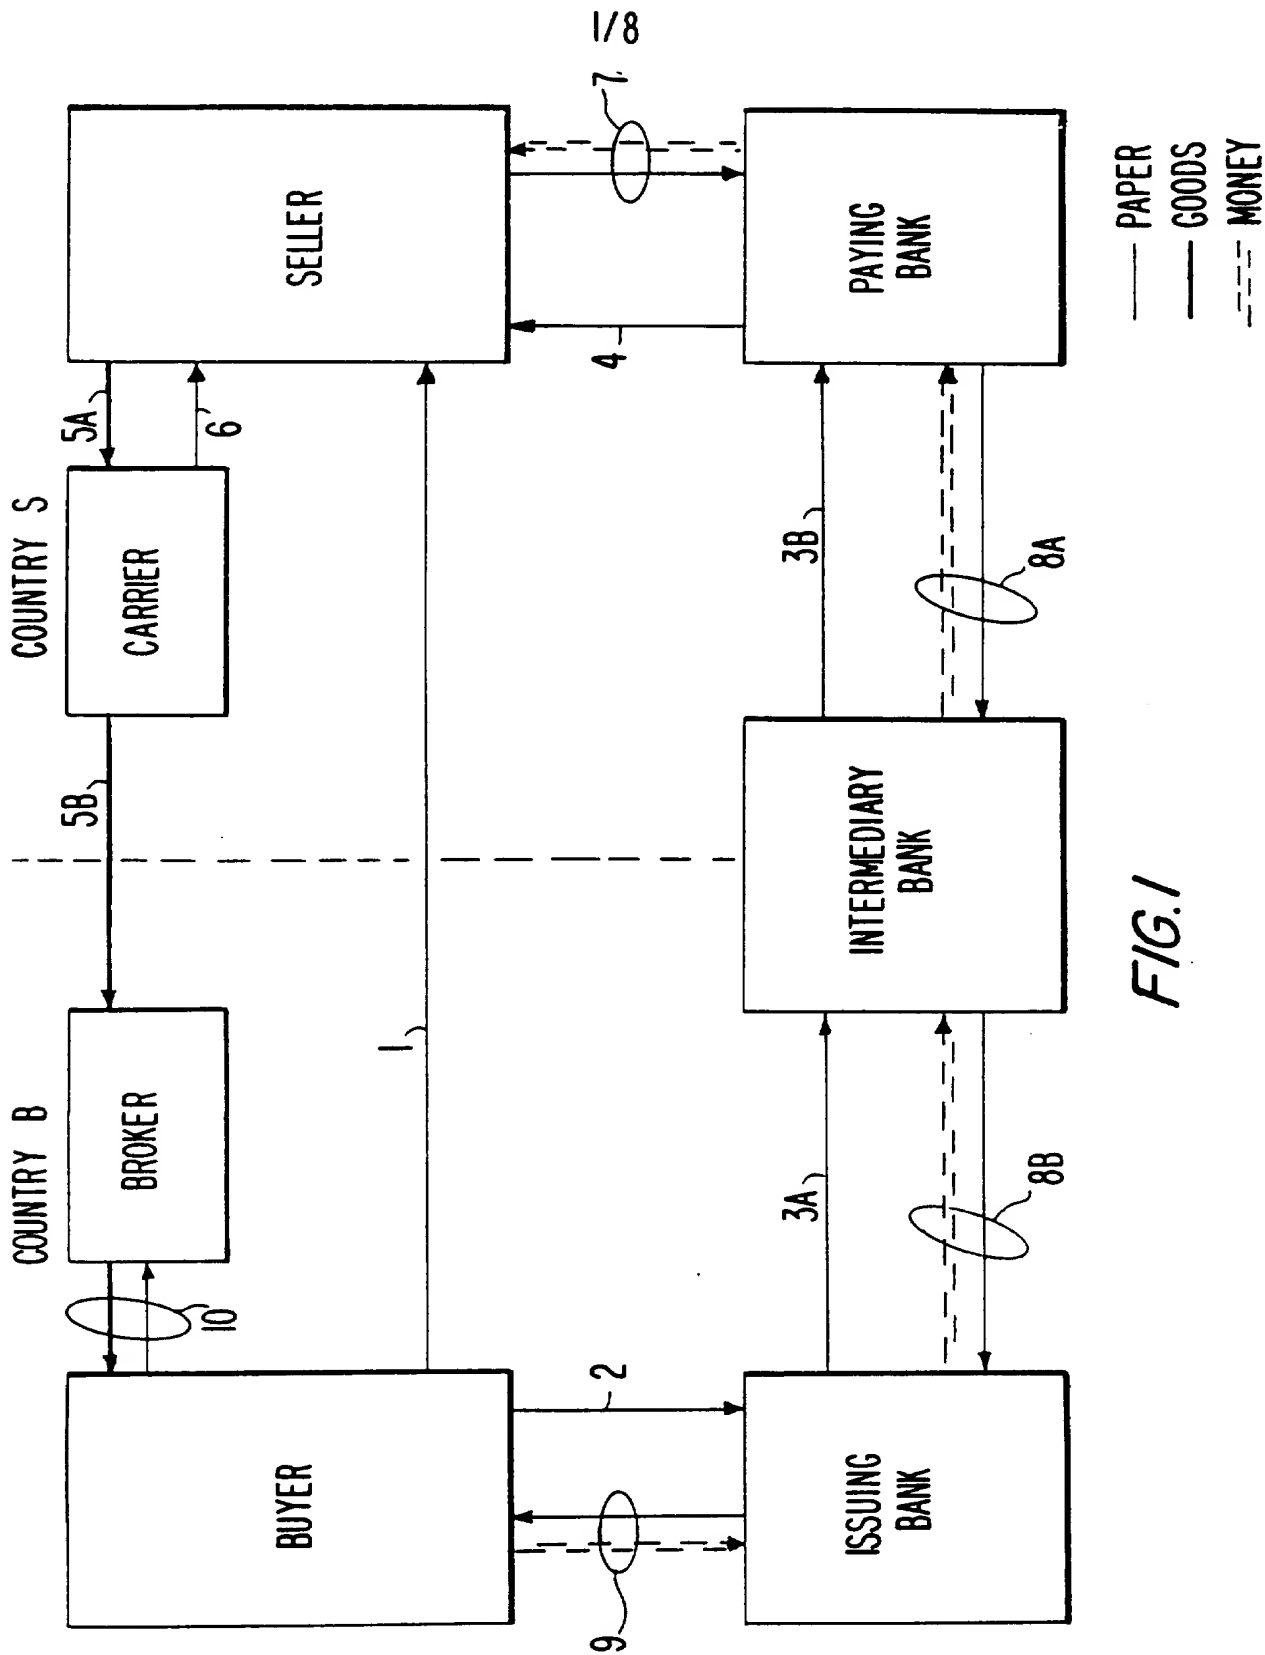 1/8
COUNTRY B
COUNTRY S
BUYER
10
BROKER
5B
CARRIER
5A
6
SELLER
1
9
2
4
7
ISSUING
BANK
3A
8B
INTERMEDIARY
BANK
3B
8A
PAYING
BANK
PAPER
GOODS
MONEY
FIG.1